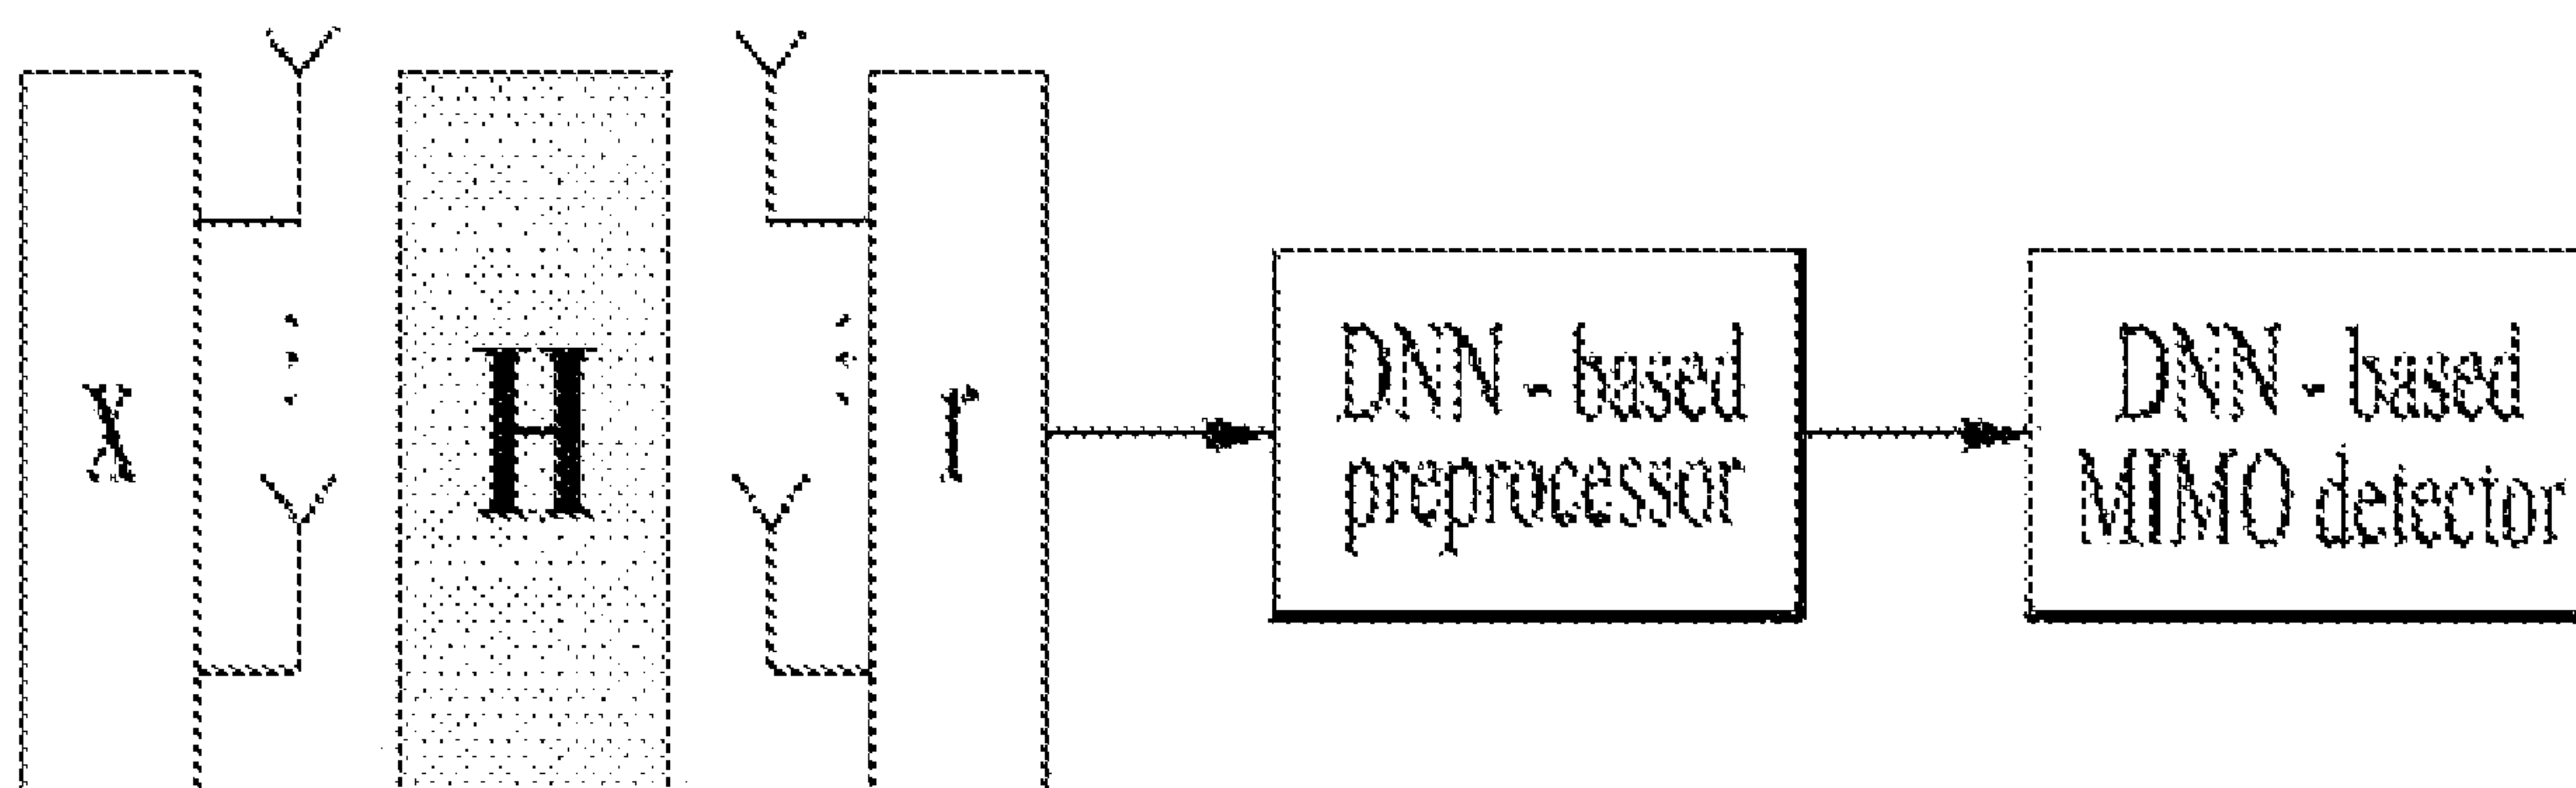 x
H
r
DNN - based
preprocessor
DNN - based
MIMO detector